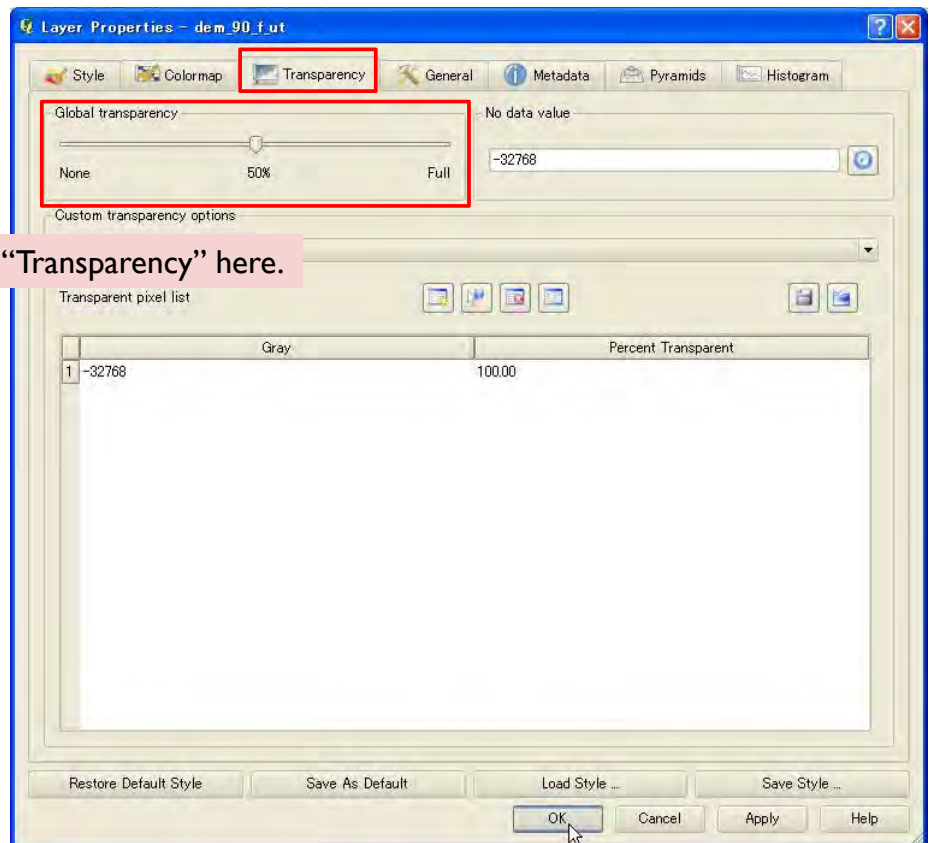 Layer Properties - dem_90_f_ut
Style Colormap Transparency General Metadata Pyramids Histogram
Global transparency
None 50% Full
No data value
-32768
Custom transparency options
“Transparency” here.
Transparent pixel list
Gray Percent Transparent
1 -32768 100.00
Restore Default Style Save As Default Load Style ... Save Style ...
OK Cancel Apply Help